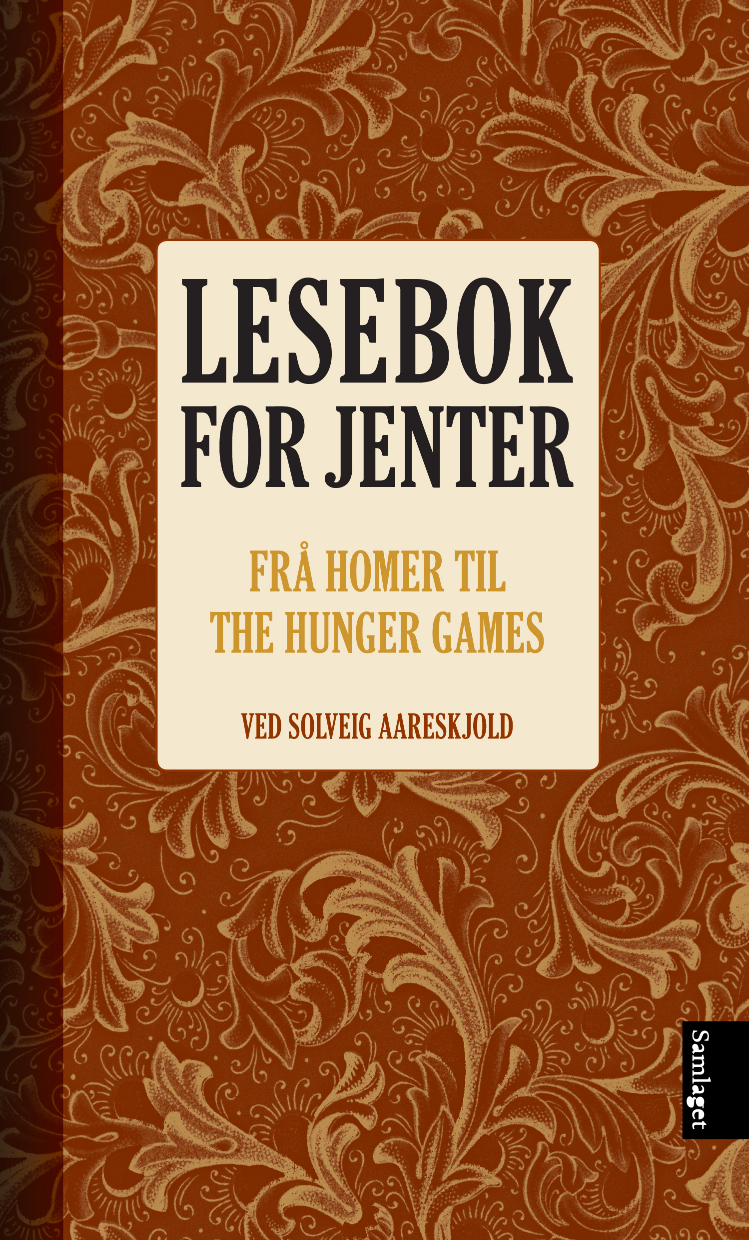 LESEBOK
FOR JENTER
FRÅ HOMER TIL
THE HUNGER GAMES
VED SOLVEIG AARESKJOLD
Samlaget